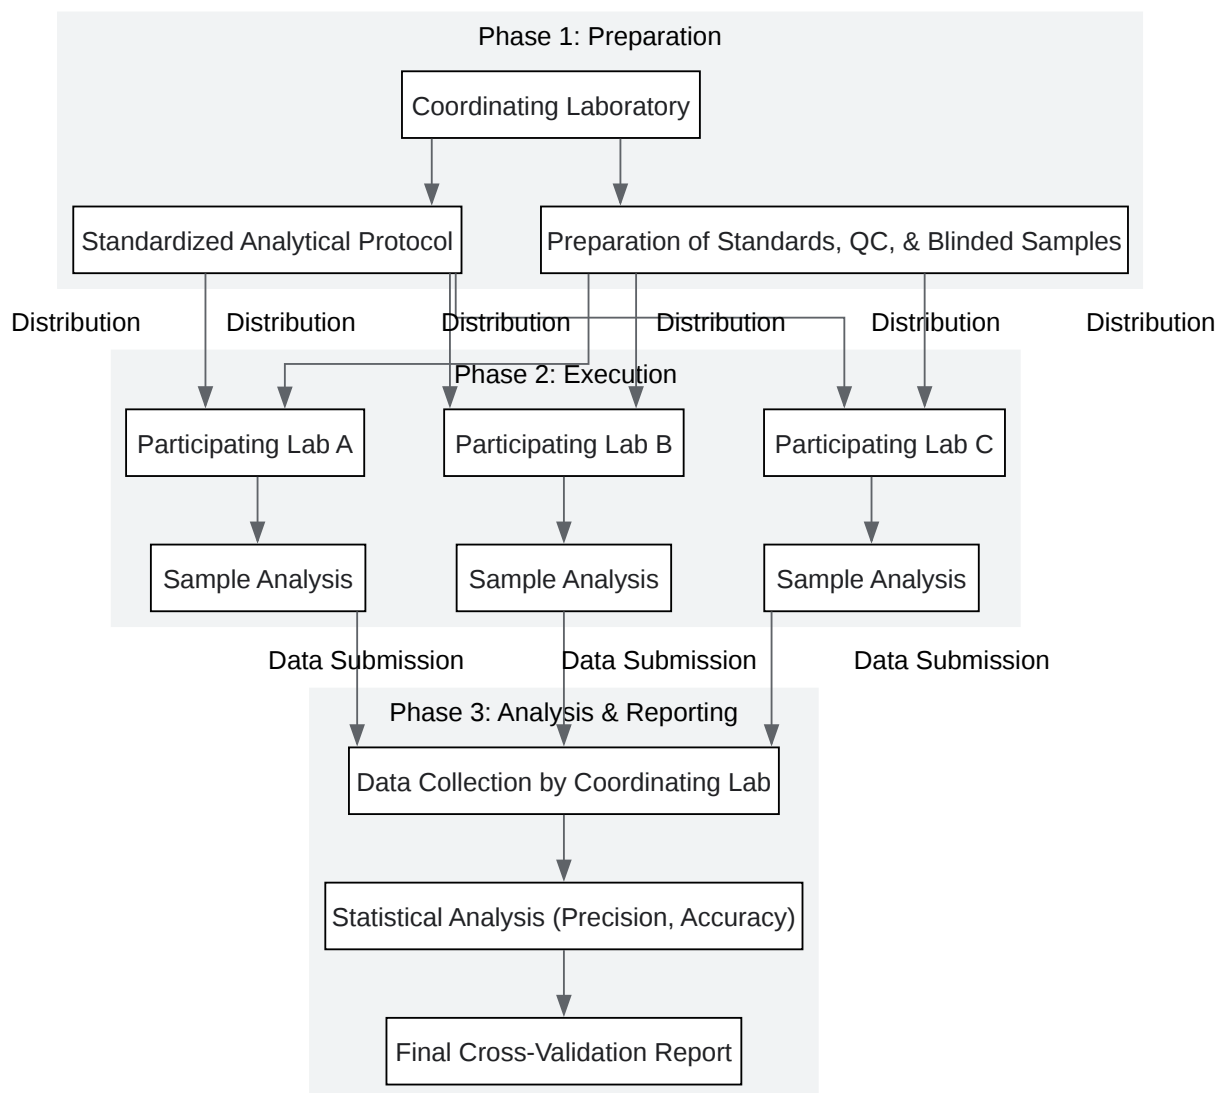 Phase 1: Preparation
Coordinating Laboratory
Standardized Analytical Protocol
Preparation of Standards, QC, & Blinded Samples
Distribution
Distribution
Distribution
Distribution
Distribution
Distribution
Phase 2: Execution
Participating Lab A
Participating Lab B
Participating Lab C
Sample Analysis
Sample Analysis
Sample Analysis
Data Submission
Data Submission
Data Submission
Phase 3: Analysis & Reporting
Data Collection by Coordinating Lab
Statistical Analysis (Precision, Accuracy)
Final Cross-Validation Report